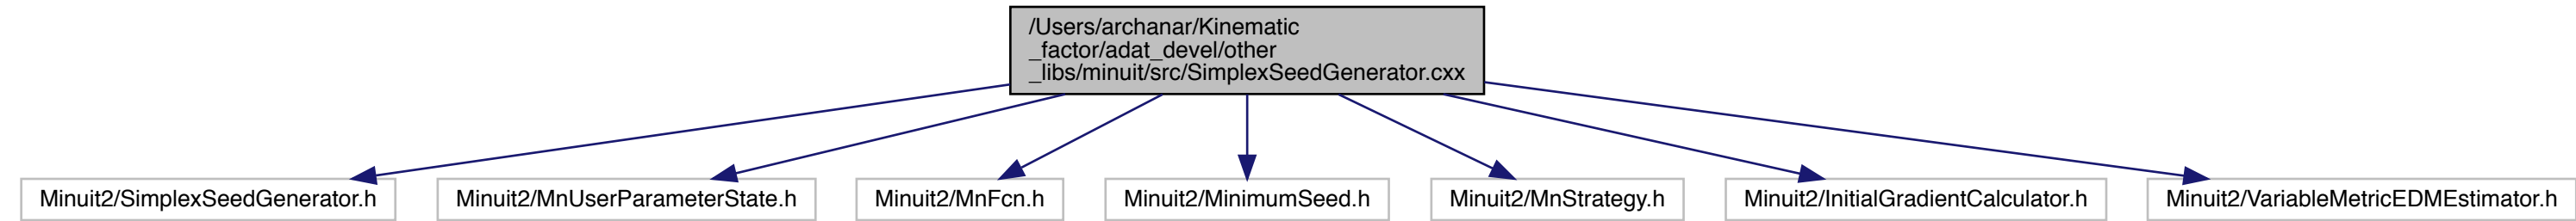 /Users/archanar/Kinematic
_factor/adat_devel/other
_libs/minuit/src/SimplexSeedGenerator.cxx
Minuit2/SimplexSeedGenerator.h
Minuit2/MnUserParameterState.h
Minuit2/MnFcn.h
Minuit2/MinimumSeed.h
Minuit2/MnStrategy.h
Minuit2/InitialGradientCalculator.h
Minuit2/VariableMetricEDMEstimator.h